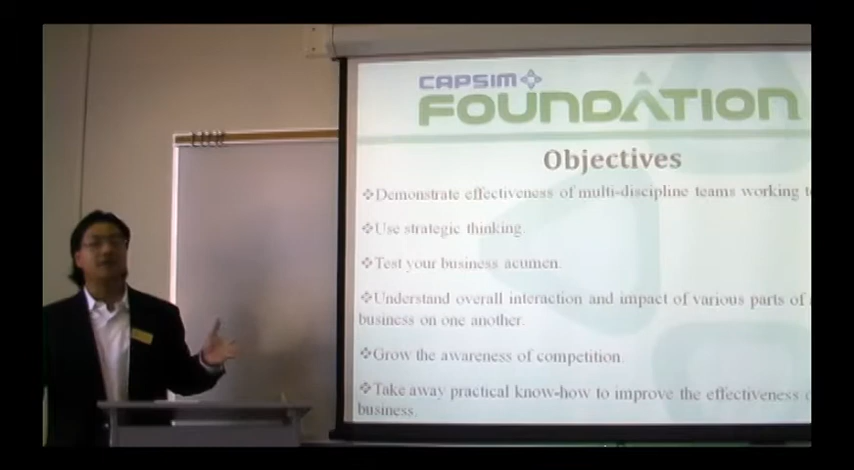 CAPSIM
FOUNDATION
Objectives
❖Demonstrate effectiveness of multi-discipline teams working
❖Use strategic thinking.
❖Test your business acumen.
❖Understand overall interaction and impact of various parts of
business on one another.
❖Grow the awareness of competition.
❖Take away practical know-how to improve the effectiveness
business.